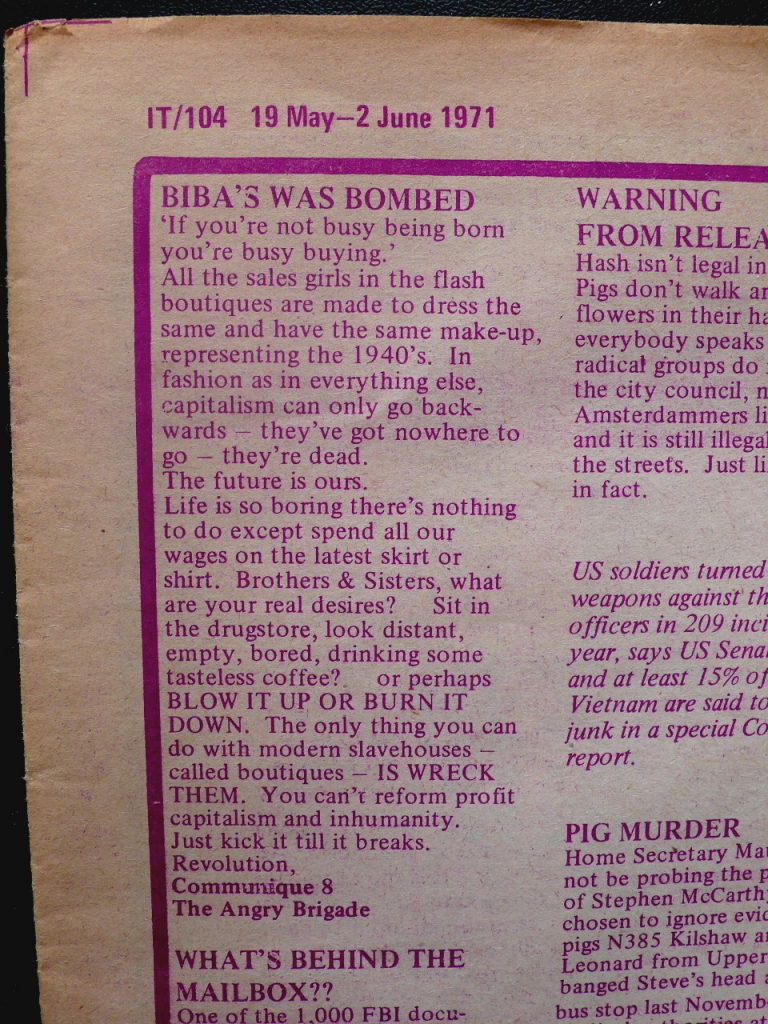 IT/104 19 May–2 June 1971
BIBA'S WAS BOMBED
'If you're not busy being born
you're busy buying.'
All the sales girls in the flash
boutiques are made to dress the
same and have the same make-up,
representing the 1940's. In
fashion as in everything else,
capitalism can only go back-
wards – they've got nowhere to
go – they're dead.
The future is ours.
Life is so boring there's nothing
to do except spend all our
wages on the latest skirt or
shirt. Brothers & Sisters, what
are your real desires? Sit in
the drugstore, look distant,
empty, bored, drinking some
tasteless coffee? or perhaps
BLOW IT UP OR BURN IT
DOWN. The only thing you can
do with modern slavehouses –
called boutiques – IS WRECK
THEM. You can't reform profit
capitalism and inhumanity.
Just kick it till it breaks.
Revolution,
Communique 8
The Angry Brigade
WHAT'S BEHIND THE
MAILBOX??
One of the 1,000 FBI docu-
WARNING
FROM RELEA
Hash isn't legal in
Pigs don't walk ar
flowers in their ha
everybody speaks
radical groups do
the city council, n
Amsterdammers li
and it is still illegal
the streets. Just li
in fact.
US soldiers turned
weapons against th
officers in 209 inci
year, says US Sena
and at least 15% of
Vietnam are said to
junk in a special Co
report.
PIG MURDER
Home Secretary Mau
not be probing the p
of Stephen McCarthy
chosen to ignore evid
pigs N385 Kilshaw an
Leonard from Upper
banged Steve's head a
bus stop last Novemb